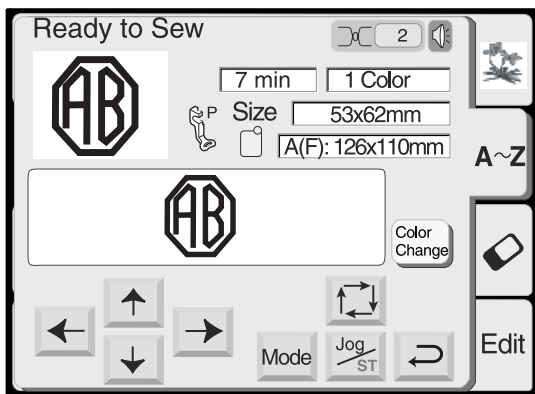 Ready to Sew
2
AB
7 min
1 Color
P
Size
53x62mm
A(F): 126x110mm
A~Z
AB
Color
Change
Mode
Jog
ST
Edit